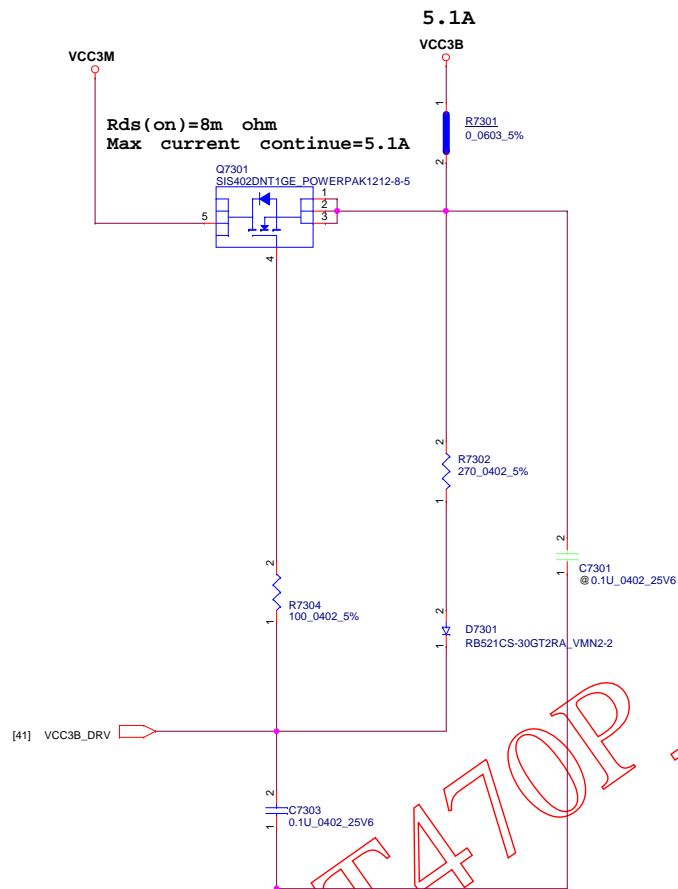 5.1A
VCC3B
VCC3M
1
R7301
0_0603_5%
2
Rds(on)=8m ohm
Max current continue=5.1A
Q7301
SIS402DNT1GE_POWERPAK1212-8-5
1
2
5
3
4
2
R7302
270_0402_5%
1
2
C7301
1
@0.1U_0402_25V6
2
R7304
100_0402_5%
1
2
D7301
RB521CS-30GT2RA_VMN2-2
1
[41] VCC3B_DRV
2
C7303
0.1U_0402_25V6
1
T470P